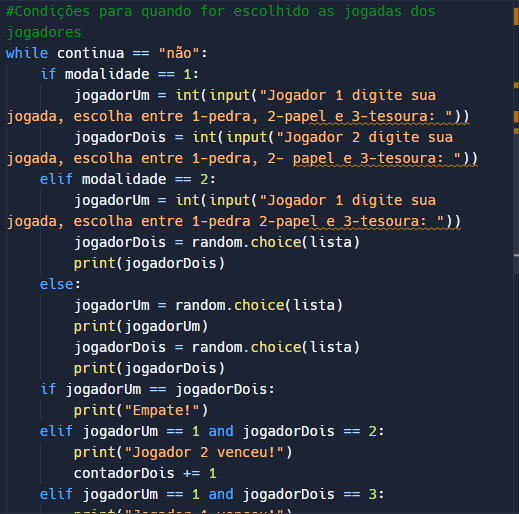 #Condições para quando for escolhido as jogadas dos
jogadores
while continua == "não":
    if modalidade == 1:
        jogadorUm = int(input("Jogador 1 digite sua
jogada, escolha entre 1-pedra, 2-papel e 3-tesoura: "))
        jogadorDois = int(input("Jogador 2 digite sua
jogada, escolha entre 1-pedra, 2- papel e 3-tesoura: "))
    elif modalidade == 2:
        jogadorUm = int(input("Jogador 1 digite sua
jogada, escolha entre 1-pedra 2-papel e 3-tesoura: "))
        jogadorDois = random.choice(lista)
        print(jogadorDois)
    else:
        jogadorUm = random.choice(lista)
        print(jogadorUm)
        jogadorDois = random.choice(lista)
        print(jogadorDois)
    if jogadorUm == jogadorDois:
        print("Empate!")
    elif jogadorUm == 1 and jogadorDois == 2:
        print("Jogador 2 venceu!")
        contadorDois += 1
    elif jogadorUm == 1 and jogadorDois == 3:
        print("Jogador 1 venceu!")